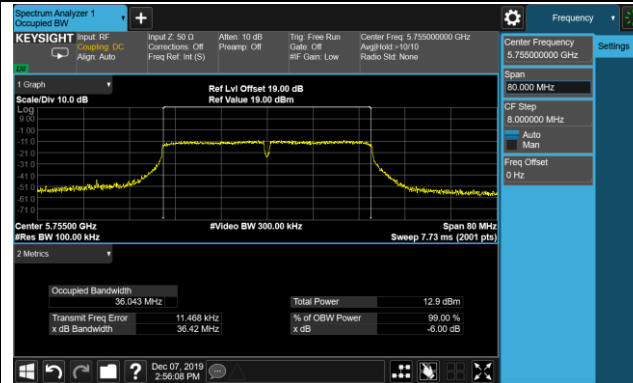 Spectrum Analyzer 1
Occupied BW
+
Frequency
KEYSIGHT
Input: RF
Coupling: DC
Align: Auto
Input Z: 50 Ω
Corrections: Off
Freq Ref: Int (S)
Atten: 10 dB
Preamp: Off
Trig: Free Run
Gate: Off
#IF Gain: Low
Center Freq: 5.755000000 GHz
Avg|Hold:>10/10
Radio Std: None
Center Frequency
5.755000000 GHz
Settings
Span
80.000 MHz
CF Step
8.000000 MHz
Auto
Man
Freq Offset
0 Hz
1 Graph
Scale/Div 10.0 dB
Ref Lvl Offset 19.00 dB
Ref Value 19.00 dBm
Log
9.00
-1.00
-11.0
-21.0
-31.0
-41.0
-51.0
-61.0
-71.0
Center 5.75500 GHz
#Res BW 100.00 kHz
#Video BW 300.00 kHz
Span 80 MHz
Sweep 7.73 ms (2001 pts)
2 Metrics
Occupied Bandwidth
36.043 MHz
Transmit Freq Error 11.468 kHz
x dB Bandwidth 36.42 MHz
Total Power 12.9 dBm
% of OBW Power 99.00 %
x dB -6.00 dB
?
Dec 07, 2019
2:56:08 PM